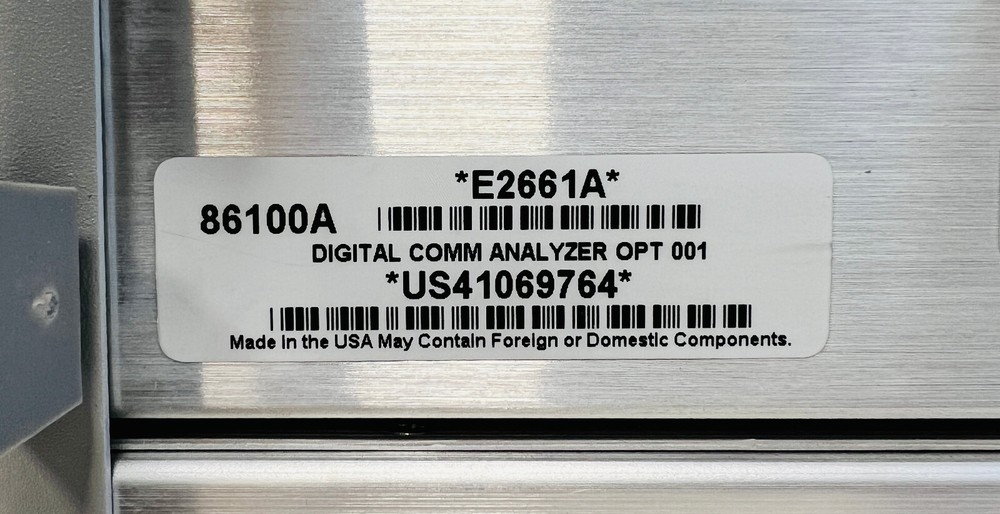 *E2661A*
86100A
DIGITAL COMM ANALYZER OPT 001
*US41069764*
Made in the USA May Contain Foreign or Domestic Components.